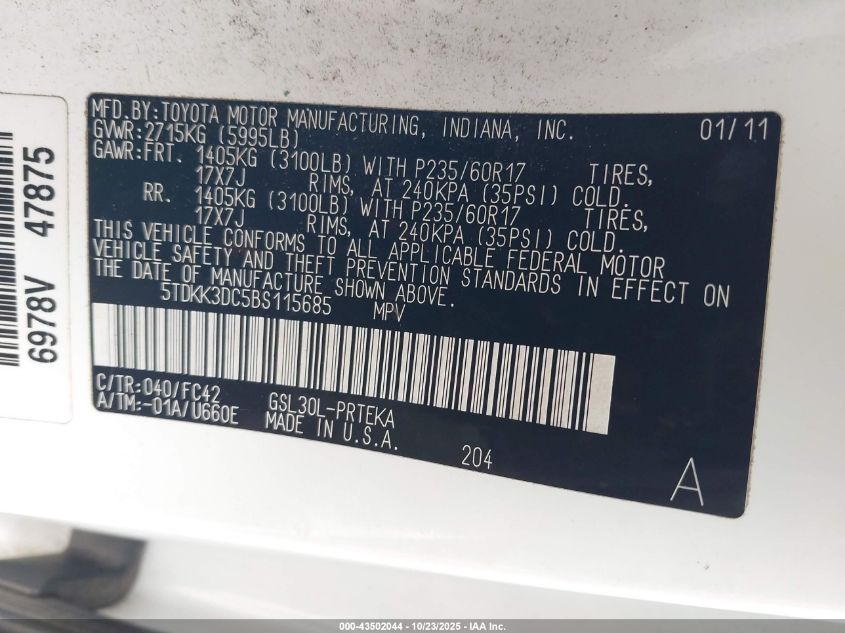 MFD.BY:TOYOTA MOTOR MANUFACTURING, INDIANA, INC. 01/11
GVWR:2715KG (5995LB)
GAWR:FRT. 1405KG (3100LB) WITH P235/60R17 TIRES,
17X7J RIMS, AT 240KPA (35PSI) COLD.
RR. 1405KG (3100LB) WITH P235/60R17 TIRES,
17X7J RIMS, AT 240KPA (35PSI) COLD.
THIS VEHICLE CONFORMS TO ALL APPLICABLE FEDERAL MOTOR
VEHICLE SAFETY AND THEFT PREVENTION STANDARDS IN EFFECT ON
THE DATE OF MANUFACTURE SHOWN ABOVE.
5TDKK3DC5BS115685 MPV
C/TR:040/FC42
A/TM:-01A/U660E
GSL30L-PRTEKA
MADE IN U.S.A.
204
A
6978V 47875
000-43502044 - 10/23/2025 - IAA Inc.